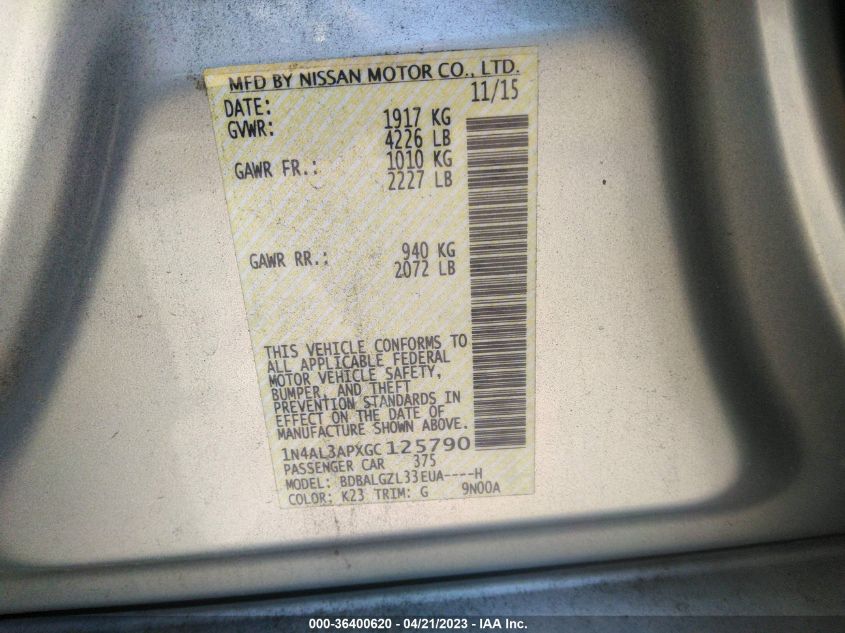 MFD BY NISSAN MOTOR CO., LTD.
DATE: 11/15
GVWR: 1917 KG
4226 LB
GAWR FR.: 1010 KG
2227 LB
GAWR RR.: 940 KG
2072 LB
THIS VEHICLE CONFORMS TO
ALL APPLICABLE FEDERAL
MOTOR VEHICLE SAFETY,
BUMPER, AND THEFT
PREVENTION STANDARDS IN
EFFECT ON THE DATE OF
MANUFACTURE SHOWN ABOVE.
1N4AL3APXGC125790
PASSENGER CAR 375
MODEL: BDBALGZL33EUA----H
COLOR: K23 TRIM: G 9N00A
000-36400620 - 04/21/2023 - IAA Inc.